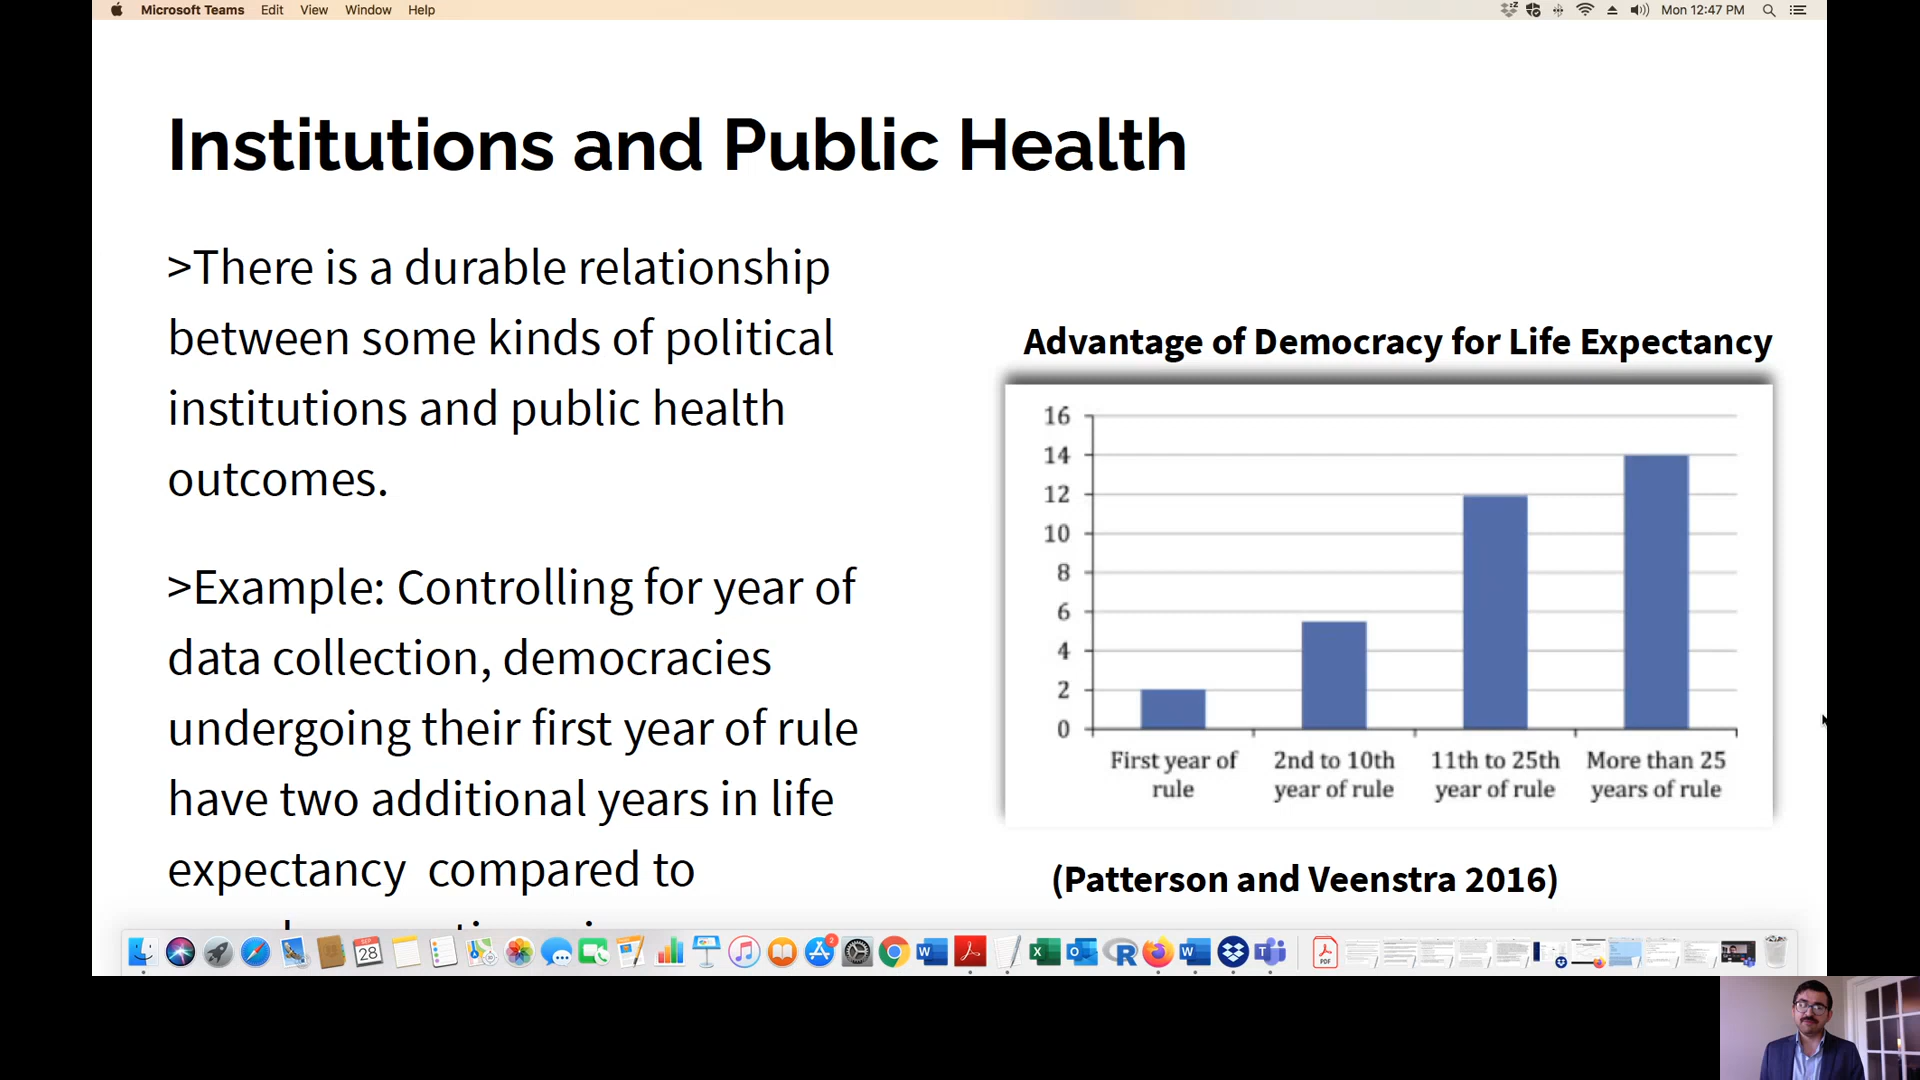 Microsoft Teams Edit View Window Help Mon 12:47 PM
Institutions and Public Health
>There is a durable relationship
between some kinds of political
institutions and public health
outcomes.
>Example: Controlling for year of
data collection, democracies
undergoing their first year of rule
have two additional years in life
expectancy compared to
Advantage of Democracy for Life Expectancy
16
14
12
10
8
6
4
2
0
First year of rule
2nd to 10th year of rule
11th to 25th year of rule
More than 25 years of rule
(Patterson and Veenstra 2016)
28
2